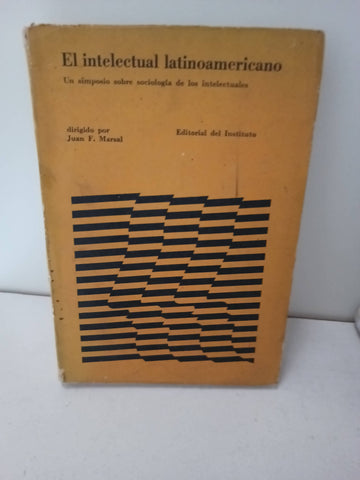 El intelectual latinoamericano
Un simposio sobre sociología de los intelectuales
dirigido por
Juan F. Marsal
Editorial del Instituto